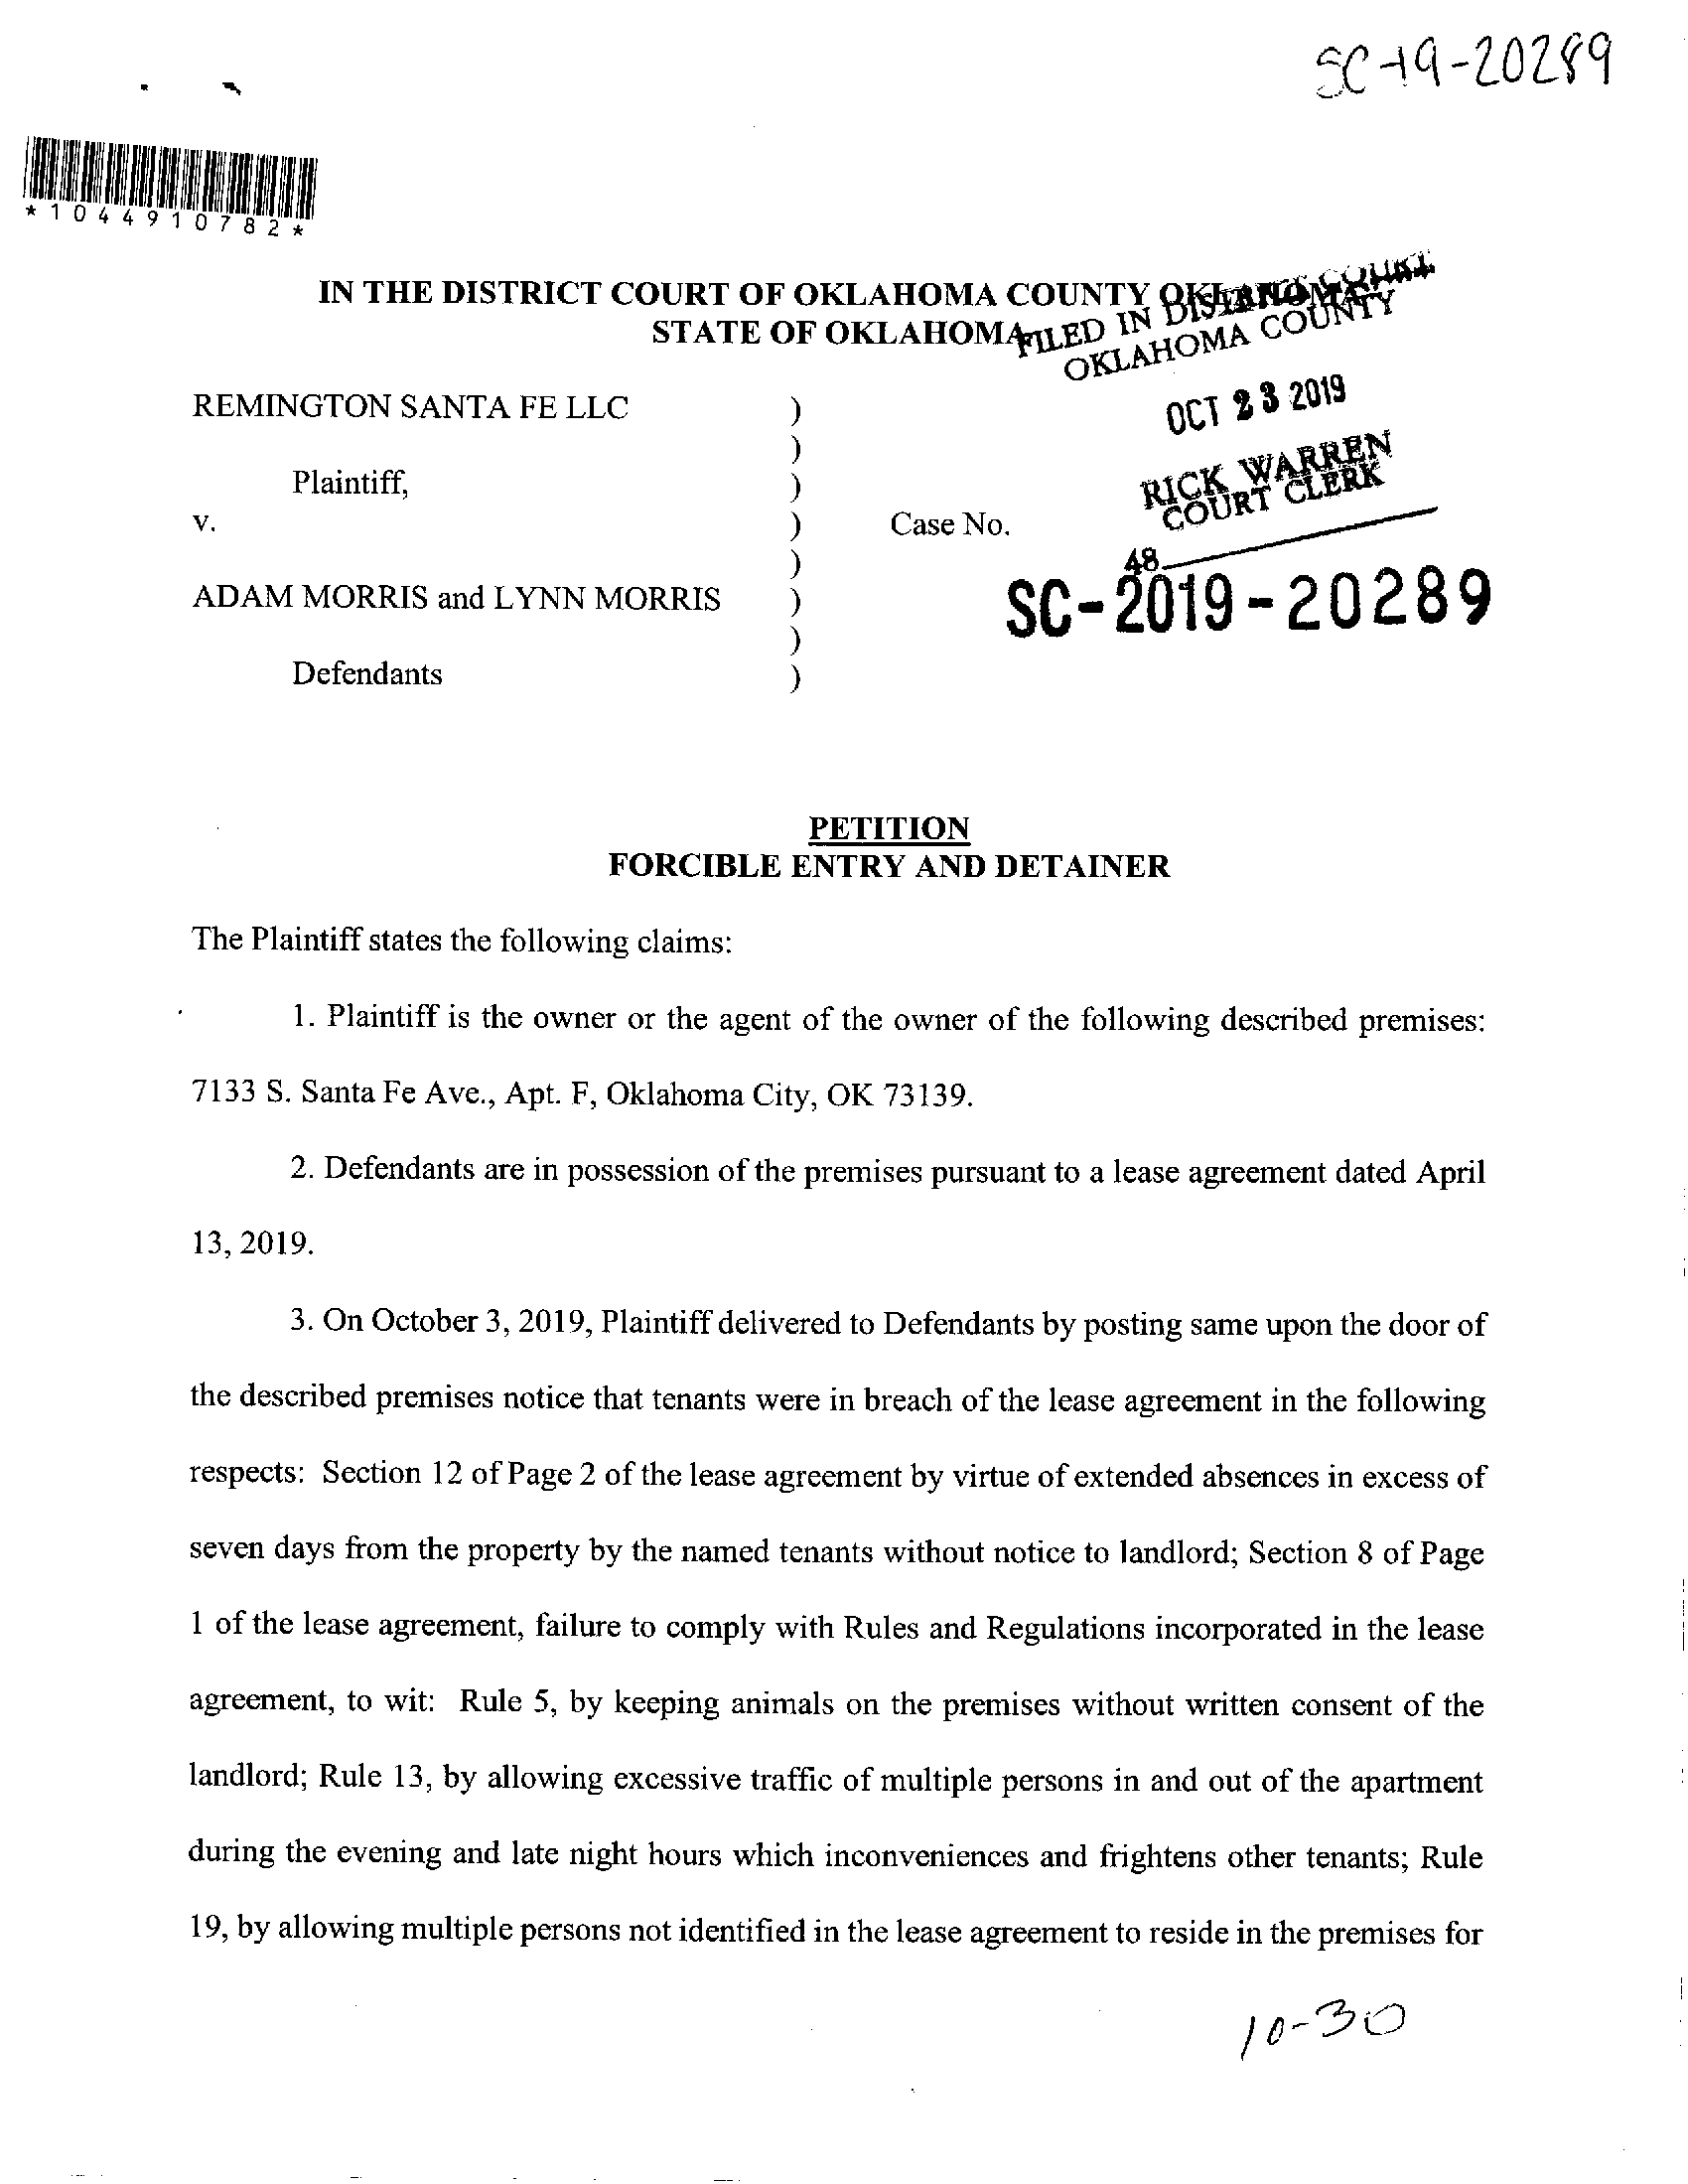 SC-19-20289
*1044910782*
IN THE DISTRICT COURT OF OKLAHOMA COUNTY OKLAHOMA
STATE OF OKLAHOMA
FILED IN DISTRICT COURT
OKLAHOMA COUNTY
REMINGTON SANTA FE LLC )
OCT 23 2019
)
Plaintiff, )
RICK WARREN
COURT CLERK
v. ) Case No.
48
)
ADAM MORRIS and LYNN MORRIS ) SC-2019-20289
)
Defendants )
PETITION
FORCIBLE ENTRY AND DETAINER
The Plaintiff states the following claims:
1. Plaintiff is the owner or the agent of the owner of the following described premises:
7133 S. Santa Fe Ave., Apt. F, Oklahoma City, OK 73139.
2. Defendants are in possession of the premises pursuant to a lease agreement dated April
13, 2019.
3. On October 3, 2019, Plaintiff delivered to Defendants by posting same upon the door of
the described premises notice that tenants were in breach of the lease agreement in the following
respects: Section 12 of Page 2 of the lease agreement by virtue of extended absences in excess of
seven days from the property by the named tenants without notice to landlord; Section 8 of Page
1 of the lease agreement, failure to comply with Rules and Regulations incorporated in the lease
agreement, to wit: Rule 5, by keeping animals on the premises without written consent of the
landlord; Rule 13, by allowing excessive traffic of multiple persons in and out of the apartment
during the evening and late night hours which inconveniences and frightens other tenants; Rule
19, by allowing multiple persons not identified in the lease agreement to reside in the premises for
10-30